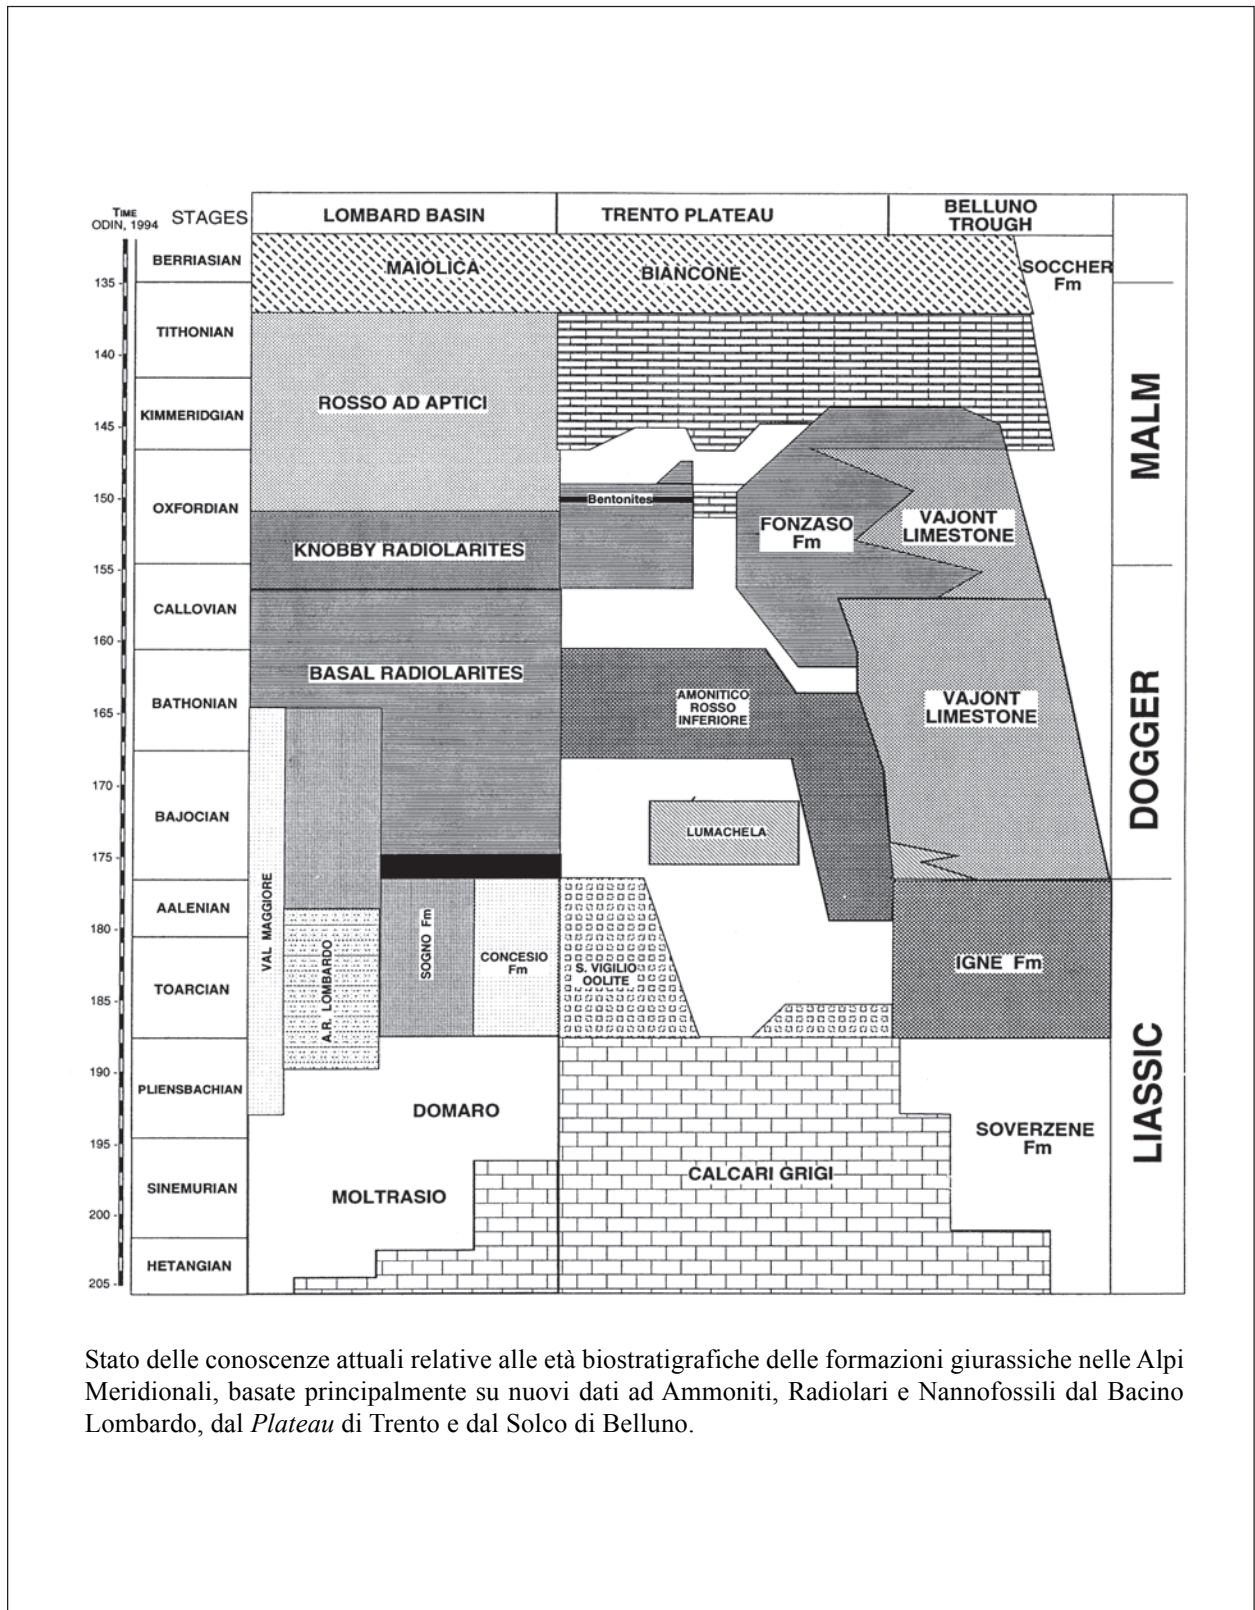 TIME
ODIN, 1994
STAGES
LOMBARD BASIN
TRENTO PLATEAU
BELLUNO
TROUGH
BERRIASIAN
MAIOLICA
BIANCONE
SOCCHER
Fm
135
TITHONIAN
140
KIMMERIDGIAN
ROSSO AD APTICI
MALM
145
150
OXFORDIAN
Bentonites
FONZASO
Fm
VAJONT
LIMESTONE
KNOBBY RADIOLARITES
155
CALLOVIAN
160
BASAL RADIOLARITES
BATHONIAN
AMONITICO
ROSSO
INFERIORE
VAJONT
LIMESTONE
DOGGER
165
170
BAJOCIAN
LUMACHELA
175
AALENIAN
VAL MAGGIORE
A.R. LOMBARDO
SOGNO Fm
CONCESIO
Fm
S. VIGILIO
OOLITE
IGNE Fm
180
TOARCIAN
185
190
PLIENSBACHIAN
DOMARO
SOVERZENE
Fm
LIASSIC
195
SINEMURIAN
MOLTRASIO
CALCARI GRIGI
200
HETANGIAN
205
Stato delle conoscenze attuali relative alle età biostratigrafiche delle formazioni giurassiche nelle Alpi
Meridionali, basate principalmente su nuovi dati ad Ammoniti, Radiolari e Nannofossili dal Bacino
Lombardo, dal Plateau di Trento e dal Solco di Belluno.